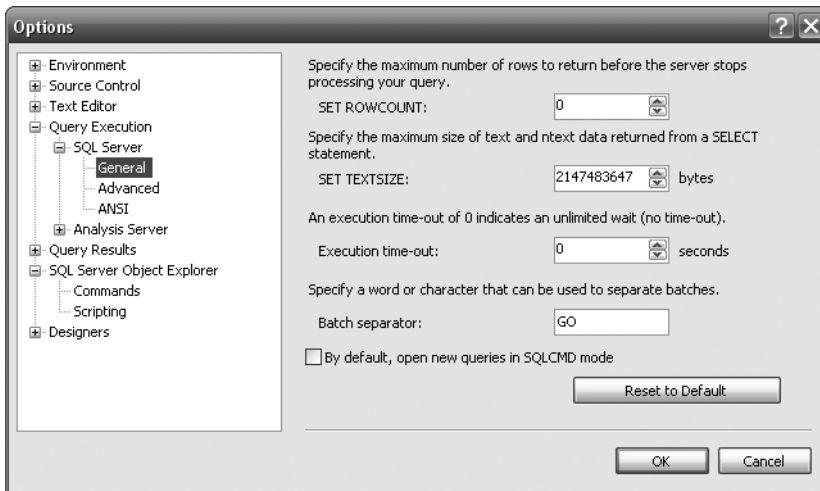 Options
Environment
Source Control
Text Editor
Query Execution
SQL Server
General
Advanced
ANSI
Analysis Server
Query Results
SQL Server Object Explorer
Commands
Scripting
Designers
Specify the maximum number of rows to return before the server stops
processing your query.
SET ROWCOUNT: 0
Specify the maximum size of text and ntext data returned from a SELECT
statement.
SET TEXTSIZE: 2147483647 bytes
An execution time-out of 0 indicates an unlimited wait (no time-out).
Execution time-out: 0 seconds
Specify a word or character that can be used to separate batches.
Batch separator: GO
By default, open new queries in SQLCMD mode
Reset to Default
OK Cancel